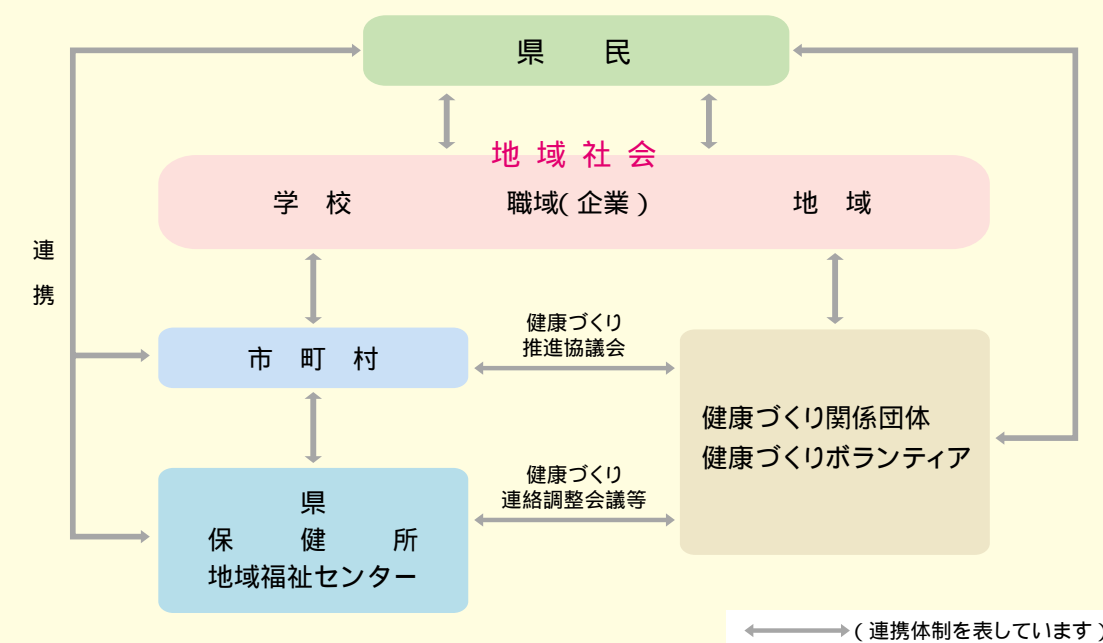 県 民
地 域 社 会
学 校 職域( 企業 ) 地 域
連
携
健康づくり
推進協議会
市 町 村
健康づくり関係団体
健康づくりボランティア
健康づくり
連絡調整会議等
県
保 健 所
地域福祉センター
( 連携体制を表しています )